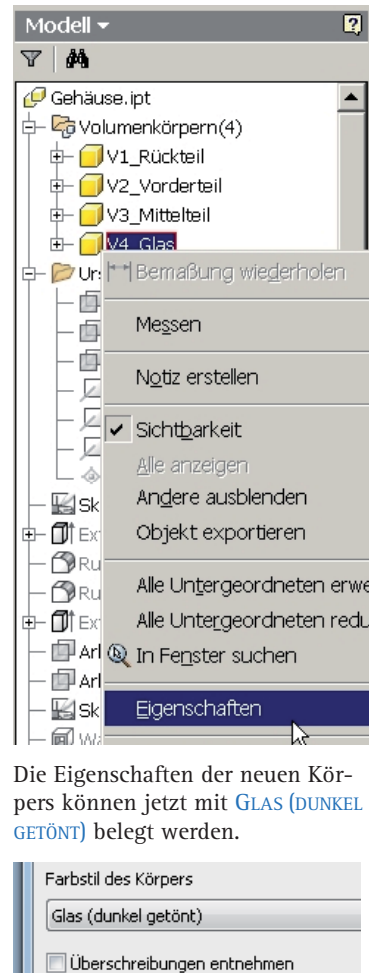 Modell
Gehäuse.ipt
Volumenkörpern(4)
V1_Rückteil
V2_Vorderteil
V3_Mittelteil
V4_Glas
Bemaßung wiederholen
Messen
Notiz erstellen
Sichtbarkeit
Alle anzeigen
Andere ausblenden
Objekt exportieren
Alle Untergeordneten
Alle Untergeordneten
In Fenster suchen
Eigenschaften
Die Eigenschaften der neuen Kör-
pers können jetzt mit GLAS (DUNKEL
GETÖNT) belegt werden.
Farbstil des Körpers
Glas (dunkel getönt)
Überschreibungen entnehmen